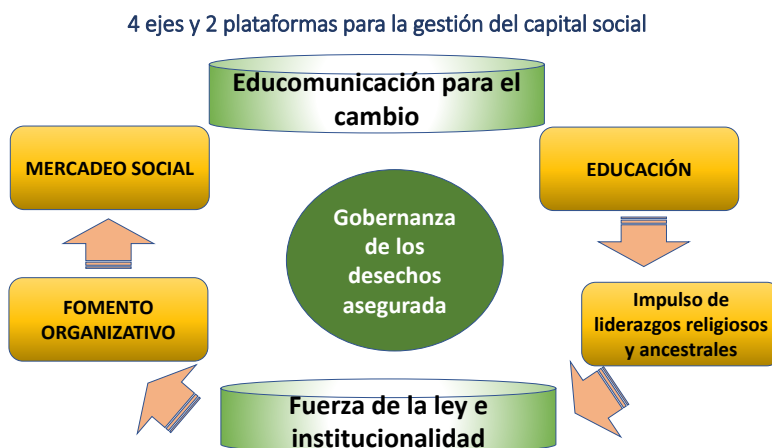 4 ejes y 2 plataformas para la gestión del capital social
Educomunicación para el
cambio
MERCADEO SOCIAL
EDUCACIÓN
Gobernanza
de los
desechos
asegurada
FOMENTO
ORGANIZATIVO
Impulso de
liderazgos religiosos
y ancestrales
Fuerza de la ley e
institucionalidad